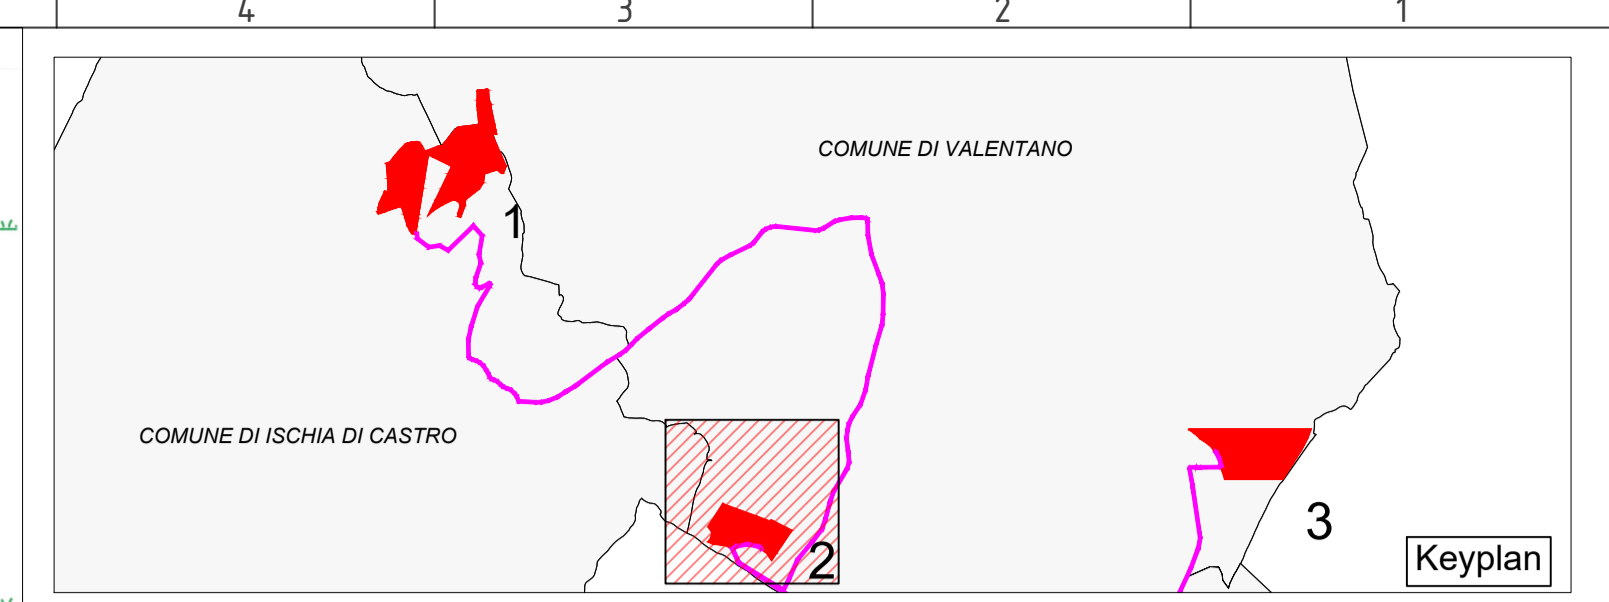 4 3 2 1
COMUNE DI VALENTANO
1
COMUNE DI ISCHIA DI CASTRO
3
2
Keyplan